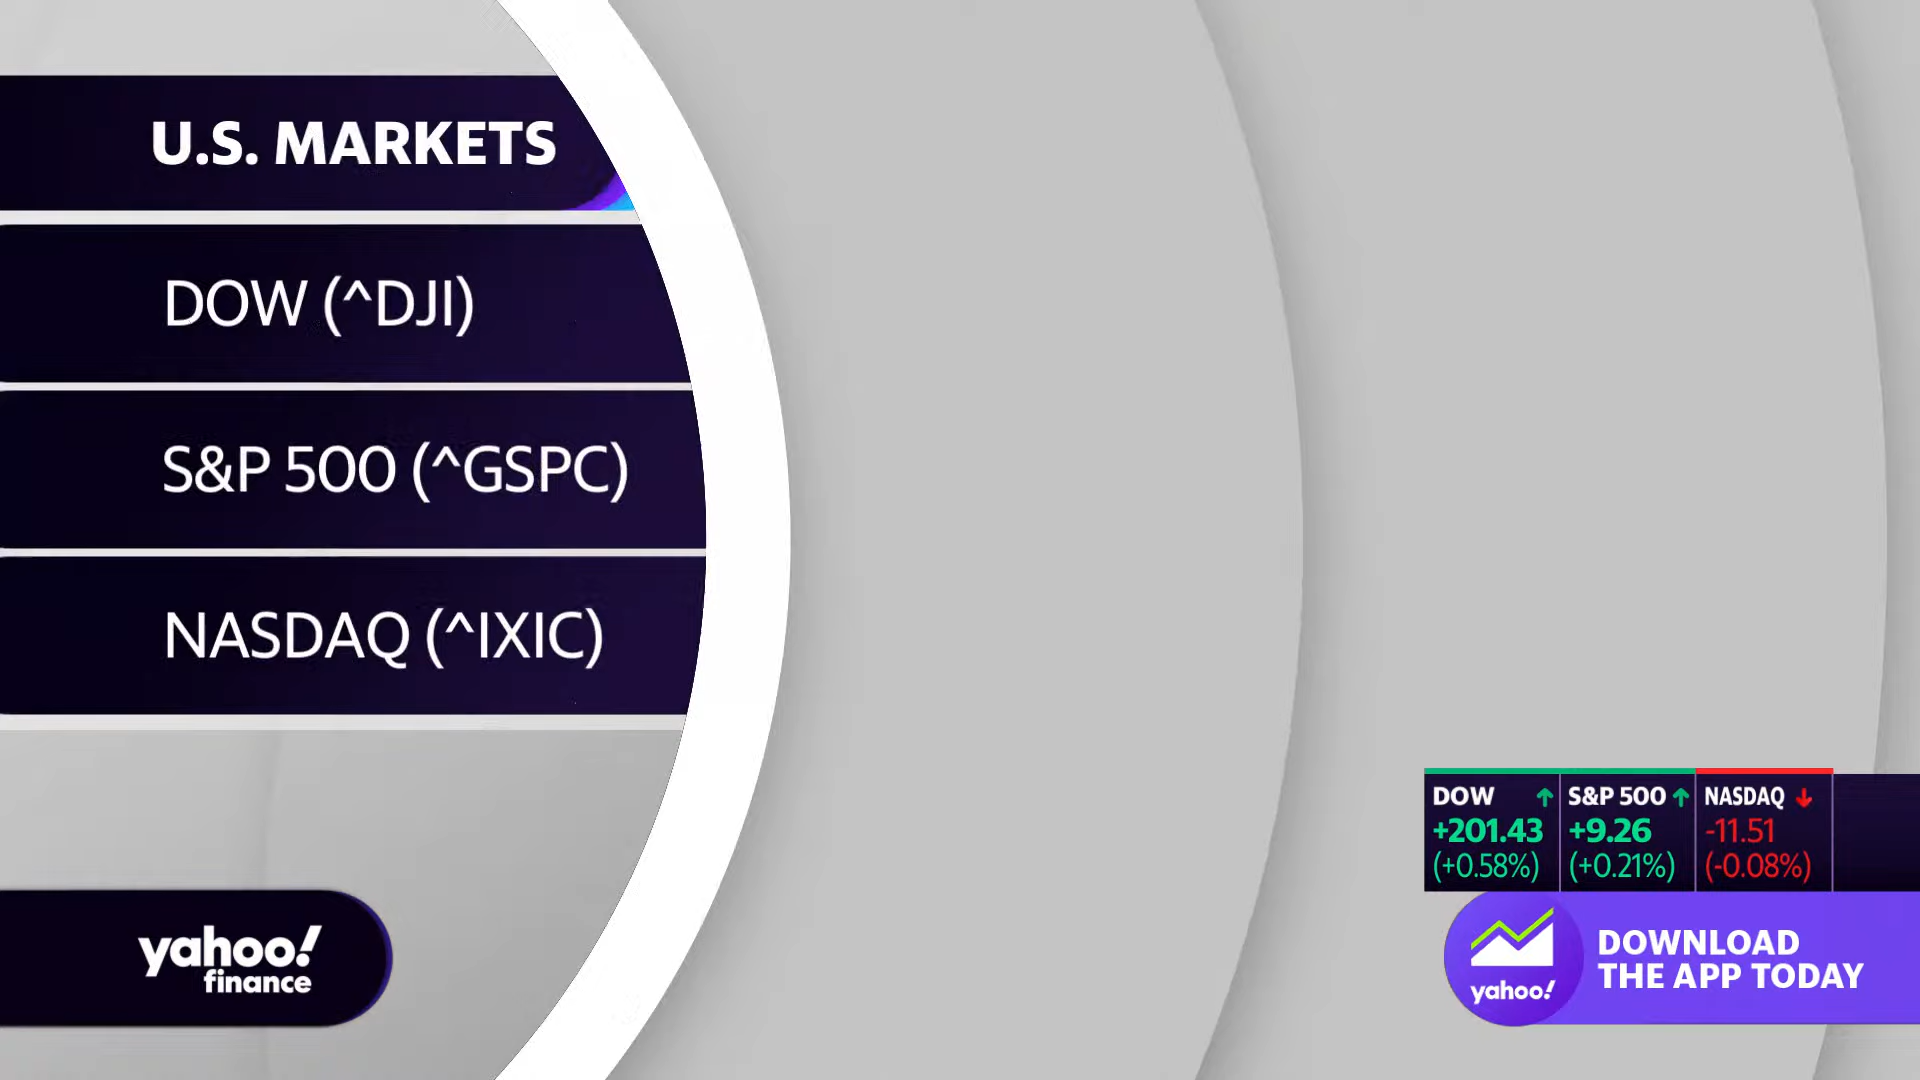 U.S. MARKETS
DOW (^DJI)
S&P 500 (^GSPC)
NASDAQ (^IXIC)
yahoo!
finance
DOW
+201.43
(+0.58%)
S&P 500
+9.26
(+0.21%)
NASDAQ
-11.51
(-0.08%)
yahoo!
DOWNLOAD
THE APP TODAY